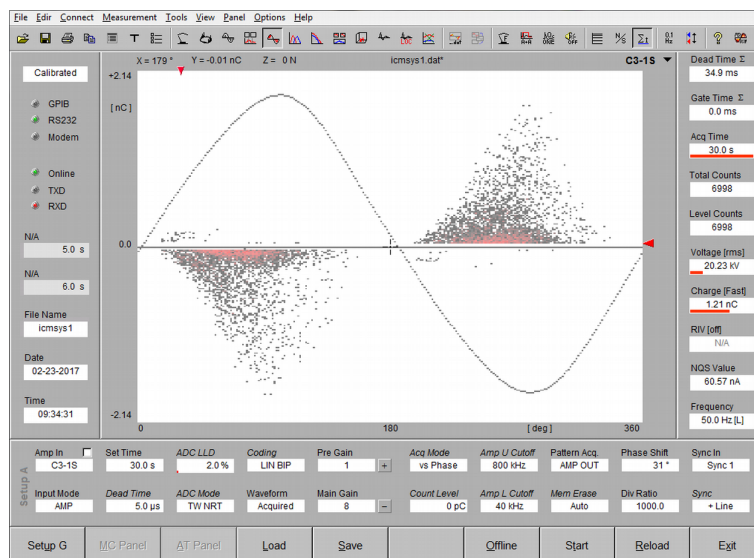 File Edit Connect Measurement Tools View Panel Options Help
Calibrated
GPIB
RS232
Modem
Online
TXD
RXD
N/A
5.0 s
N/A
6.0 s
File Name
icmsys1
Date
02-23-2017
Time
09:34:31
X = 179 ° Y = -0.01 nC Z = 0 N icmsys1.dat* C3-1S
+2.14
[ nC ]
0.0
-2.14
0 180 [ deg ] 360
Dead Time Σ
34.9 ms
Gate Time Σ
0.0 ms
Acq Time
30.0 s
Total Counts
6998
Level Counts
6998
Voltage [rms]
20.23 kV
Charge [Fast]
1.21 nC
RIV [off]
N/A
NQS Value
60.57 nA
Frequency
50.0 Hz [L]
Setup A
Amp In Set Time ADC LLD Coding Pre Gain Acq Mode Amp U Cutoff Pattern Acq. Phase Shift Sync In
C3-1S 30.0 s 2.0 % LIN BIP 1 + vs Phase 800 kHz AMP OUT 31 ° Sync 1
Input Mode Dead Time ADC Mode Waveform Main Gain Count Level Amp L Cutoff Mem Erase Div Ratio Sync
AMP 5.0 µs TW NRT Acquired 8 – 0 pC 40 kHz Auto 1000.0 + Line
Setup G MC Panel AT Panel Load Save Offline Start Reload Exit